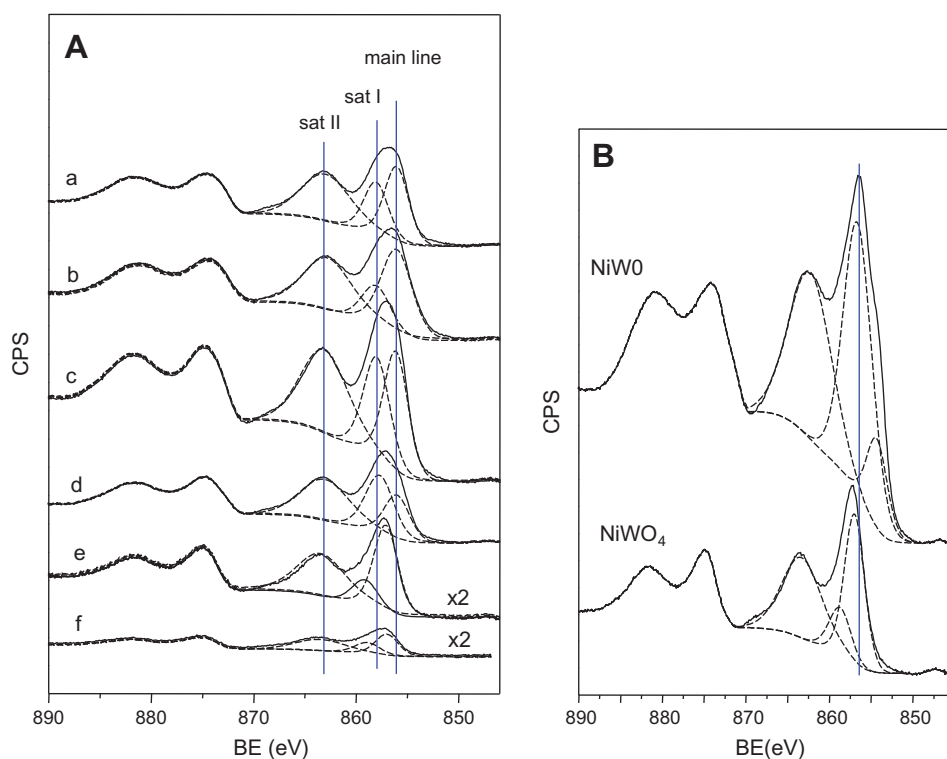 A
main line
sat I
sat II
a
b
c
d
e
x2
f
x2
CPS
890 880 870 860 850
BE (eV)
B
NiW0
NiWO₄
CPS
890 880 870 860 850
BE(eV)